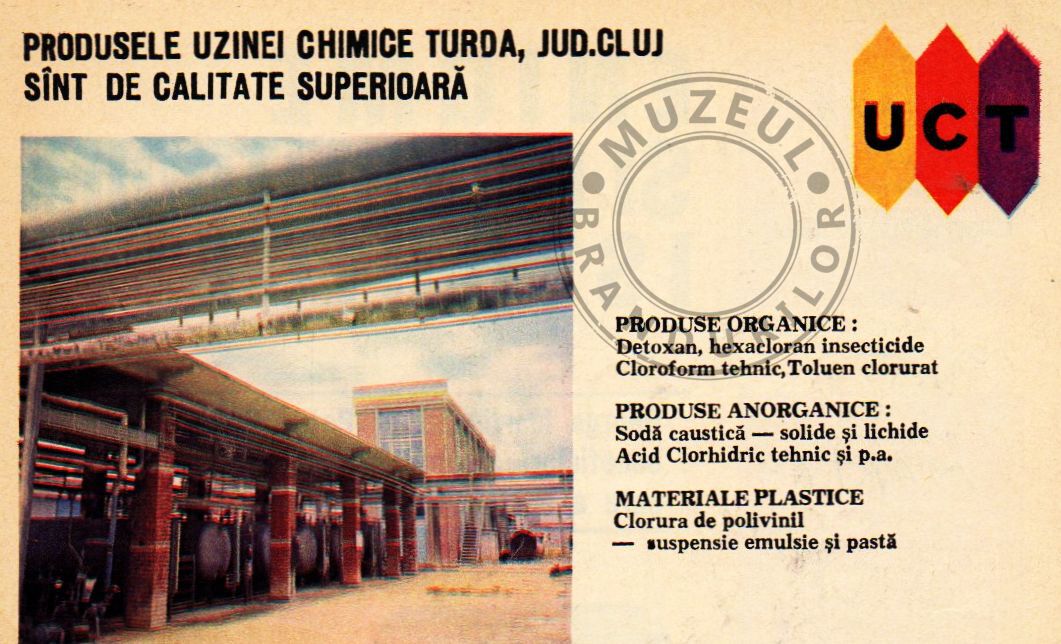 PRODUSELE UZINEI CHIMICE TURDA, JUD.CLUJ
SÎNT DE CALITATE SUPERIOARĂ
UCT
MUZEUL
BRANDURILOR
PRODUSE ORGANICE :
Detoxan, hexacloran insecticide
Cloroform tehnic, Toluen clorurat
PRODUSE ANORGANICE :
Sodă caustică — solide și lichide
Acid Clorhidric tehnic și p.a.
MATERIALE PLASTICE
Clorura de polivinil
— suspensie emulsie și pastă